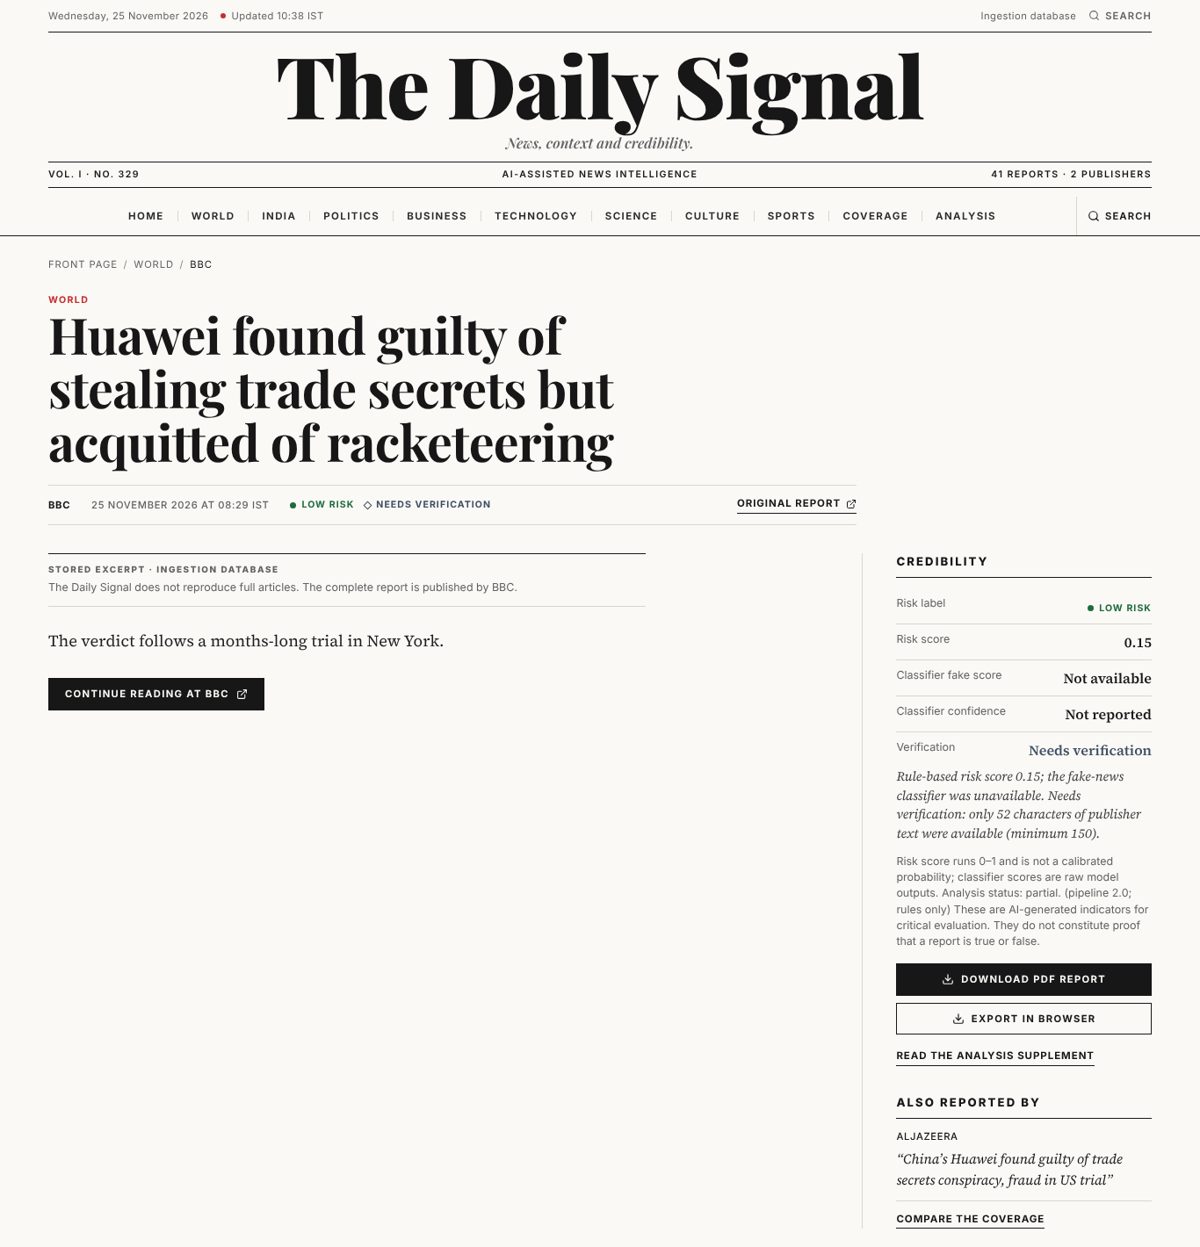 Wednesday, 25 November 2026 Updated 10:38 IST
Ingestion database SEARCH
The Daily Signal
News, context and credibility.
VOL. I · NO. 329 AI-ASSISTED NEWS INTELLIGENCE 41 REPORTS · 2 PUBLISHERS
HOME WORLD INDIA POLITICS BUSINESS TECHNOLOGY SCIENCE CULTURE SPORTS COVERAGE ANALYSIS SEARCH
FRONT PAGE / WORLD / BBC
WORLD
Huawei found guilty of
stealing trade secrets but
acquitted of racketeering
BBC 25 NOVEMBER 2026 AT 08:29 IST LOW RISK NEEDS VERIFICATION ORIGINAL REPORT
STORED EXCERPT · INGESTION DATABASE
The Daily Signal does not reproduce full articles. The complete report is published by BBC.
The verdict follows a months-long trial in New York.
CONTINUE READING AT BBC
CREDIBILITY
Risk label LOW RISK
Risk score 0.15
Classifier fake score Not available
Classifier confidence Not reported
Verification Needs verification
Rule-based risk score 0.15; the fake-news
classifier was unavailable. Needs
verification: only 52 characters of publisher
text were available (minimum 150).
Risk score runs 0–1 and is not a calibrated
probability; classifier scores are raw model
outputs. Analysis status: partial. (pipeline 2.0;
rules only) These are AI-generated indicators for
critical evaluation. They do not constitute proof
that a report is true or false.
DOWNLOAD PDF REPORT
EXPORT IN BROWSER
READ THE ANALYSIS SUPPLEMENT
ALSO REPORTED BY
ALJAZEERA
“China’s Huawei found guilty of trade
secrets conspiracy, fraud in US trial”
COMPARE THE COVERAGE